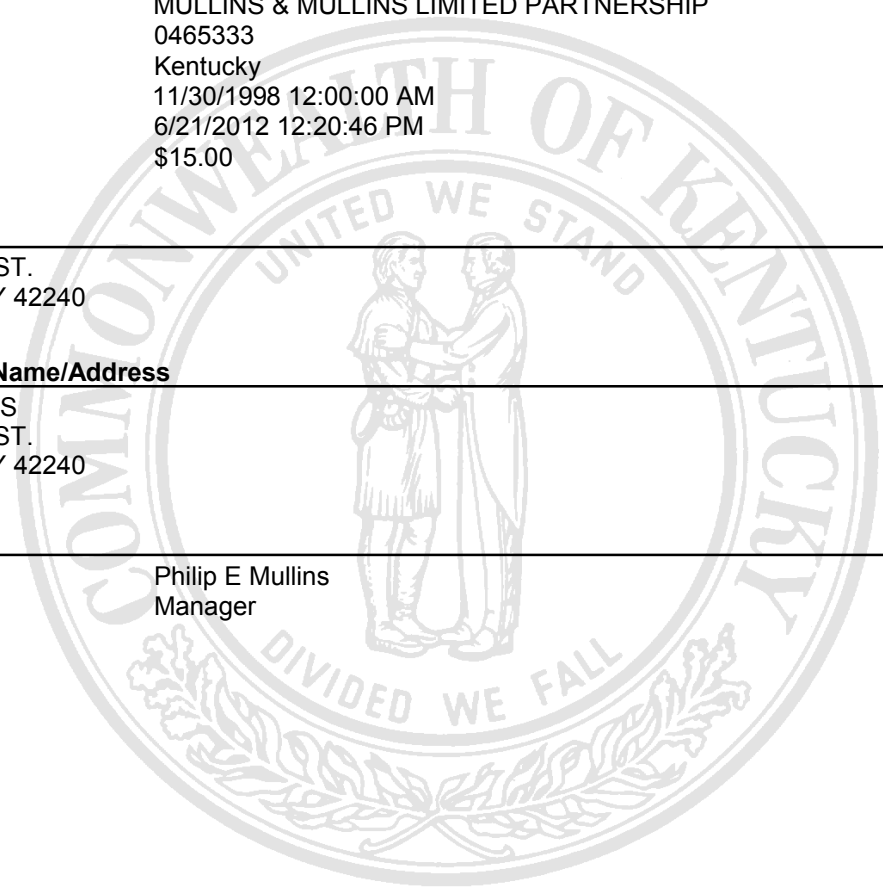 MULLINS & MULLINS LIMITED PARTNERSHIP
0465333
Kentucky
11/30/1998 12:00:00 AM
6/21/2012 12:20:46 PM
$15.00
COMMONWEALTH OF KENTUCKY
UNITED WE STAND
ST.
42240
Name/Address
S
ST.
42240
Philip E Mullins
Manager
DIVIDED WE FALL